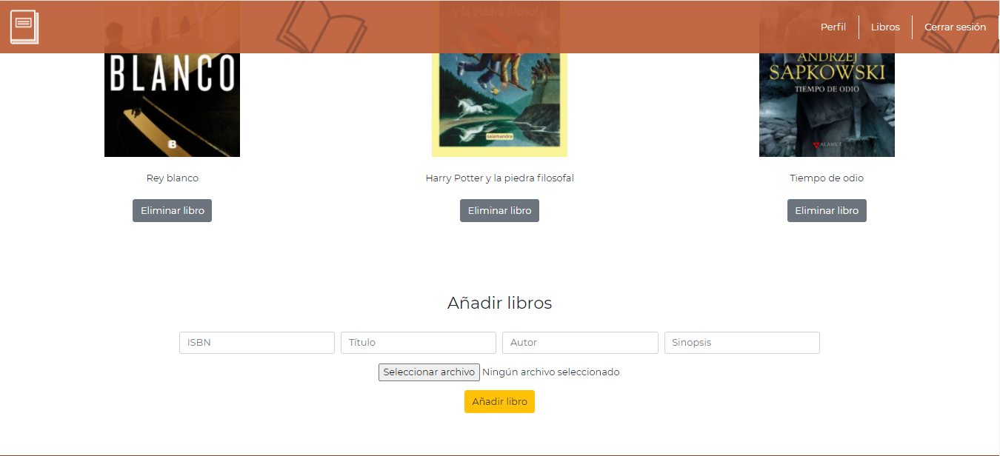 REY
y la piedra filosofal
Perfil
Libros
Cerrar sesión
BLANCO
B
salamandra
ANDRZEJ
SAPKOWSKI
TIEMPO DE ODIO
ALAMUT
Rey blanco
Harry Potter y la piedra filosofal
Tiempo de odio
Eliminar libro
Eliminar libro
Eliminar libro
Añadir libros
ISBN
Título
Autor
Sinopsis
Seleccionar archivo Ningún archivo seleccionado
Añadir libro